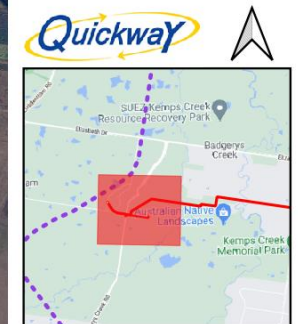 Quickway
SUEZ Kemps Creek
Resource Recovery Park
Elizabeth Dr
Badgerys
Creek
Australian Native
Landscapes
Kemps Creek
Memorial Park